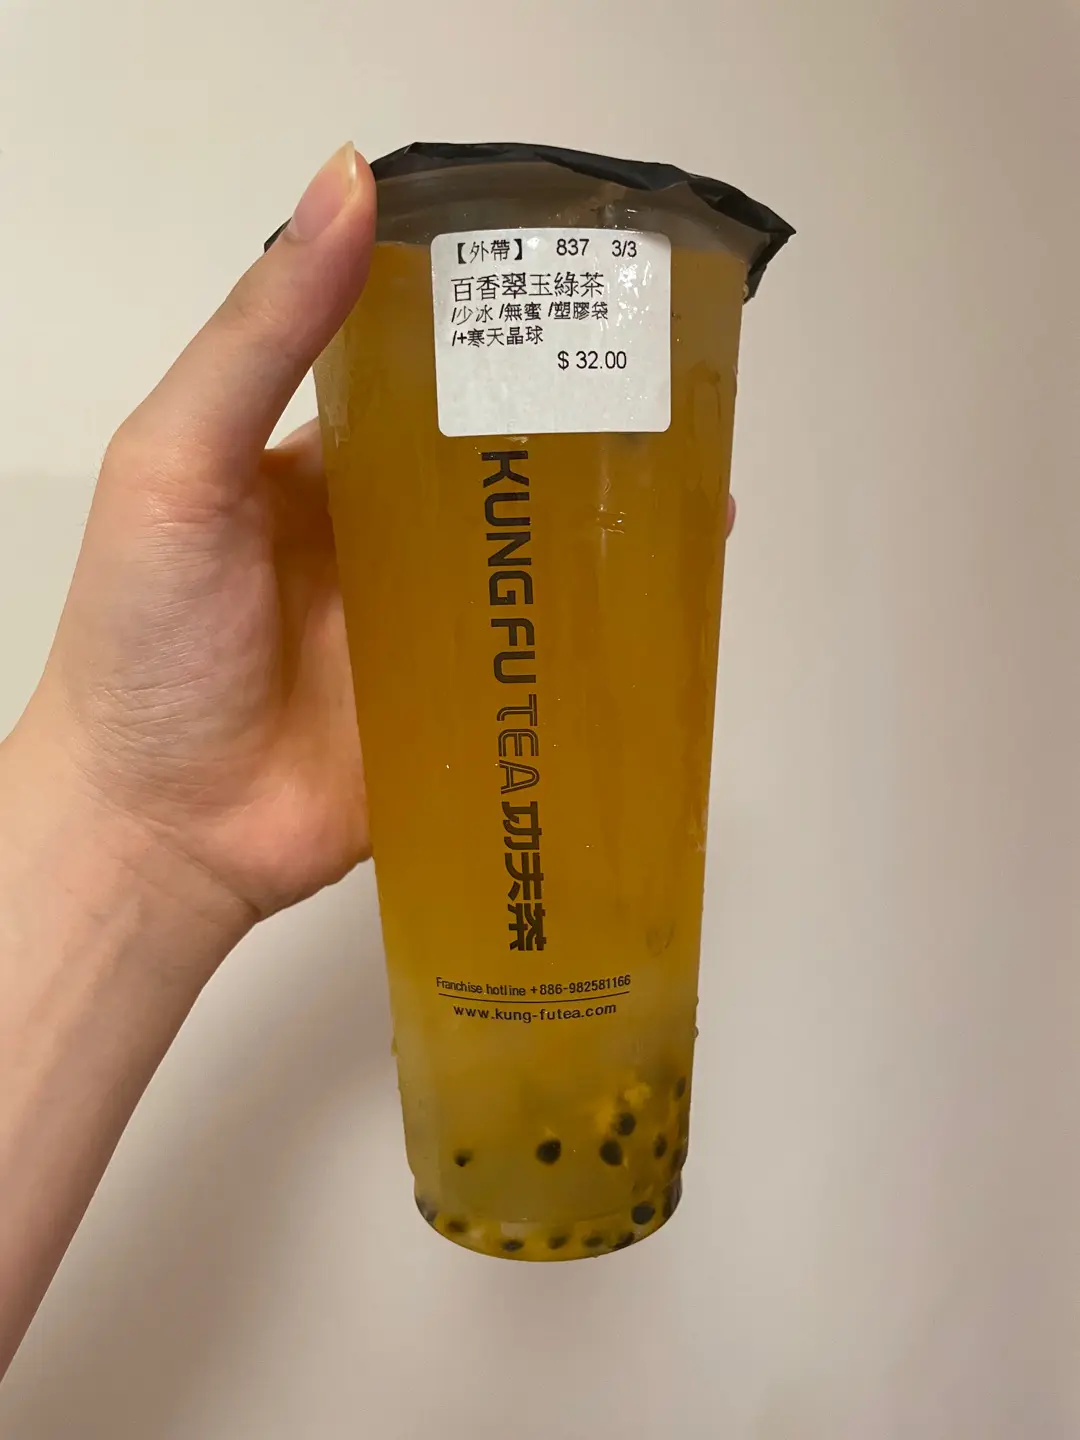 【外帶】 837 3/3
百香翠玉綠茶
/少冰 /無蜜 /塑膠袋
/+寒天晶球
$ 32.00
KUNG FU TEA 功夫茶
Franchise hotline +886-982581166
www.kung-futea.com